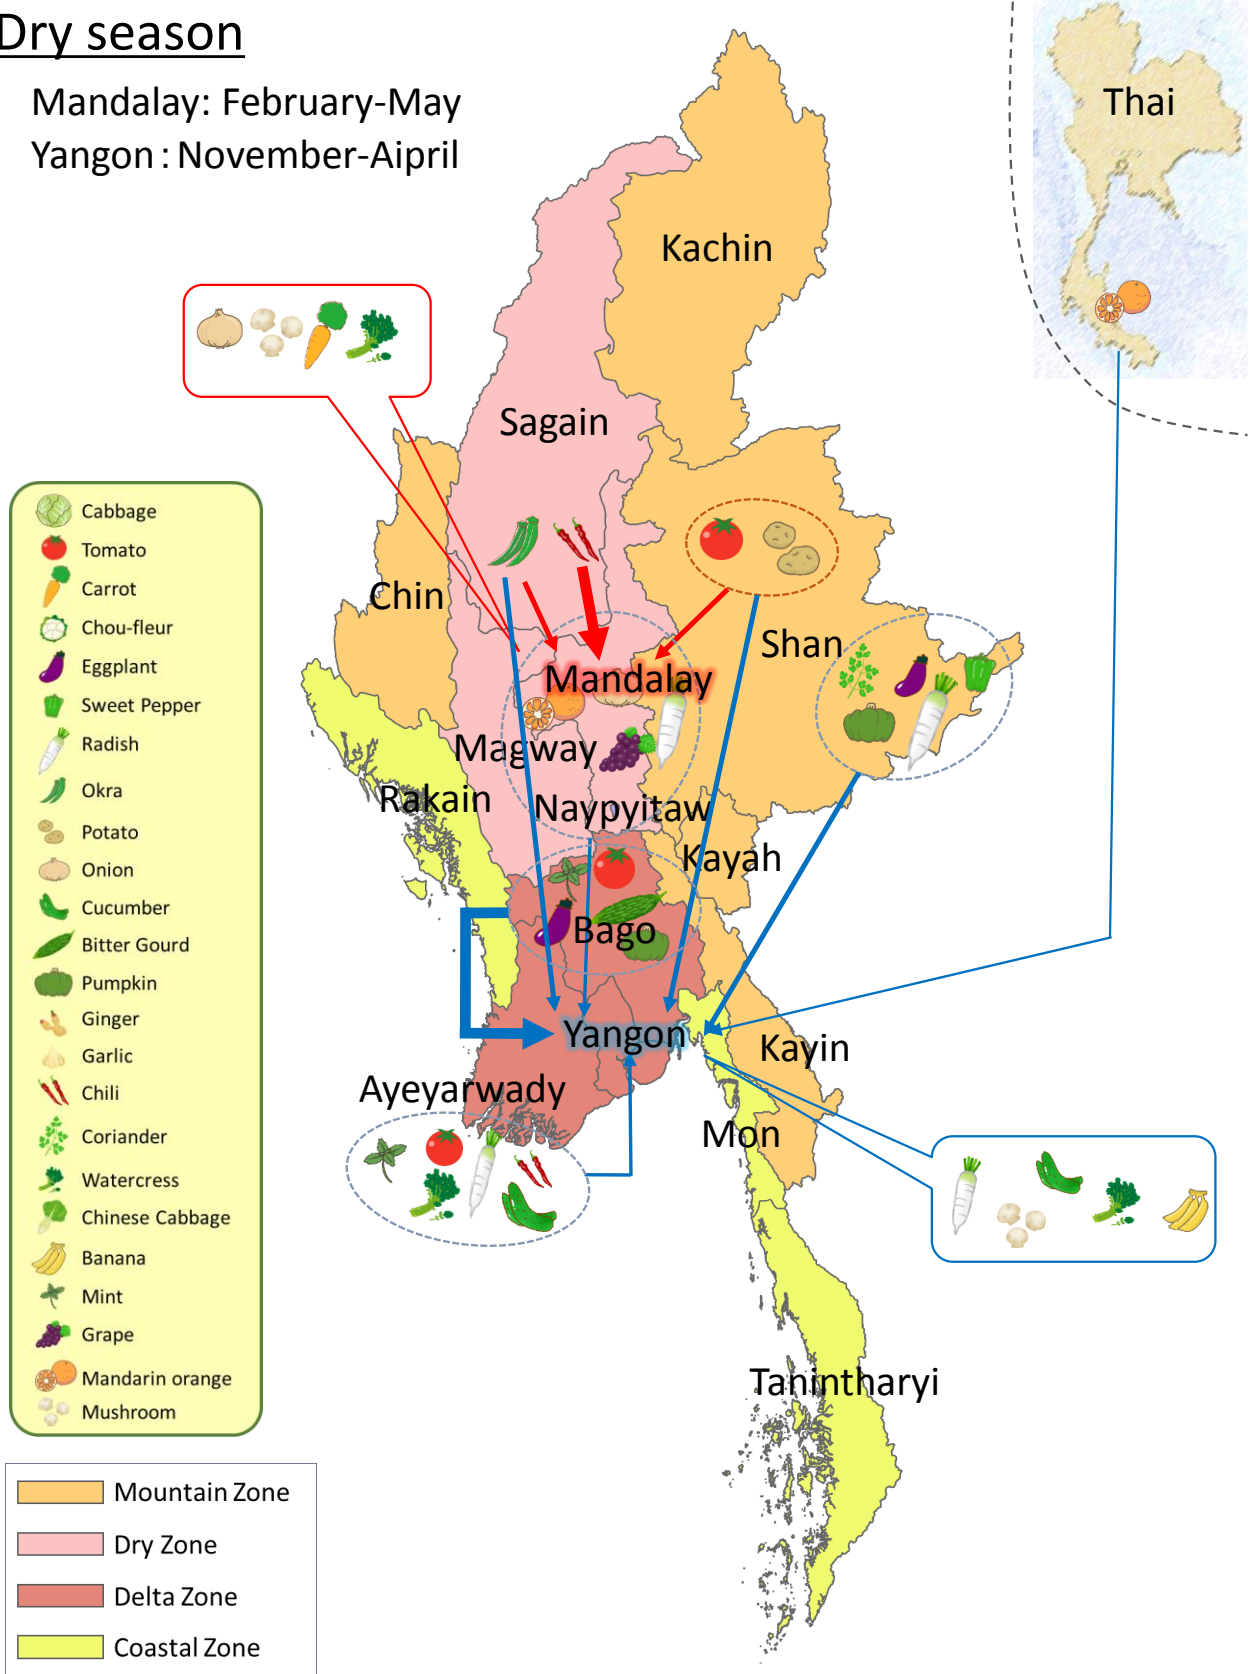 Dry season
Mandalay: February-May
Yangon : November-Aipril
Thai
Kachin
Sagain
Chin
Shan
Mandalay
Magway
Rakain
Naypyitaw
Kayah
Bago
Yangon
Kayin
Ayeyarwady
Mon
Tanintharyi
Cabbage
Tomato
Carrot
Chou-fleur
Eggplant
Sweet Pepper
Radish
Okra
Potato
Onion
Cucumber
Bitter Gourd
Pumpkin
Ginger
Garlic
Chili
Coriander
Watercress
Chinese Cabbage
Banana
Mint
Grape
Mandarin orange
Mushroom
Mountain Zone
Dry Zone
Delta Zone
Coastal Zone